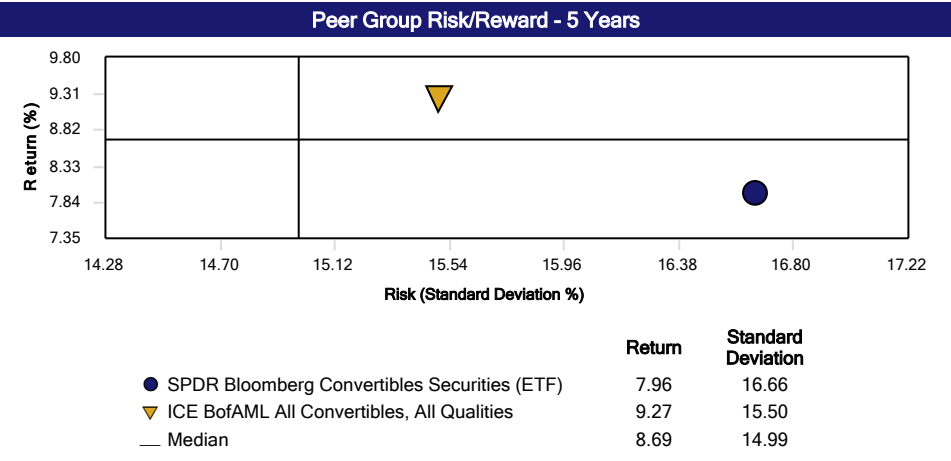 Peer Group Risk/Reward - 5 Years
9.80
9.31
8.82
8.33
7.84
7.35
Return (%)
14.28 14.70 15.12 15.54 15.96 16.38 16.80 17.22
Risk (Standard Deviation %)
Return Standard
Deviation
SPDR Bloomberg Convertibles Securities (ETF) 7.96 16.66
ICE BofAML All Convertibles, All Qualities 9.27 15.50
Median 8.69 14.99